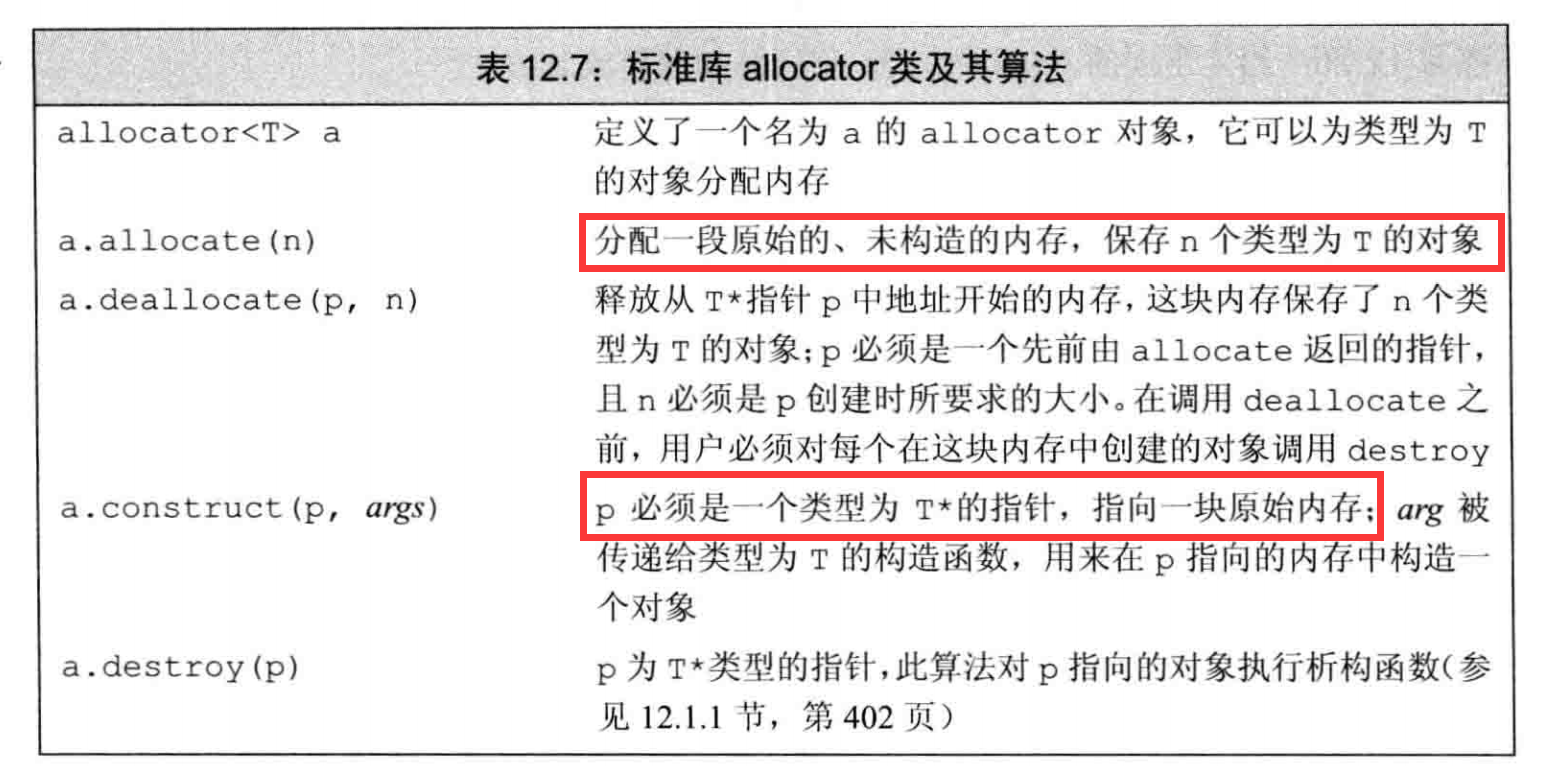 表 12.7：标准库 allocator 类及其算法
allocator<T> a 定义了一个名为 a 的 allocator 对象，它可以为类型为 T
的对象分配内存
a.allocate(n) 分配一段原始的、未构造的内存，保存 n 个类型为 T 的对象
a.deallocate(p, n) 释放从 T*指针 p 中地址开始的内存，这块内存保存了 n 个类
型为 T 的对象；p 必须是一个先前由 allocate 返回的指针，
且 n 必须是 p 创建时所要求的大小。在调用 deallocate 之
前，用户必须对每个在这块内存中创建的对象调用 destroy
a.construct(p, args) p 必须是一个类型为 T*的指针，指向一块原始内存；arg 被
传递给类型为 T 的构造函数，用来在 p 指向的内存中构造一
个对象
a.destroy(p) p 为 T*类型的指针，此算法对 p 指向的对象执行析构函数（参
见 12.1.1 节，第 402 页）